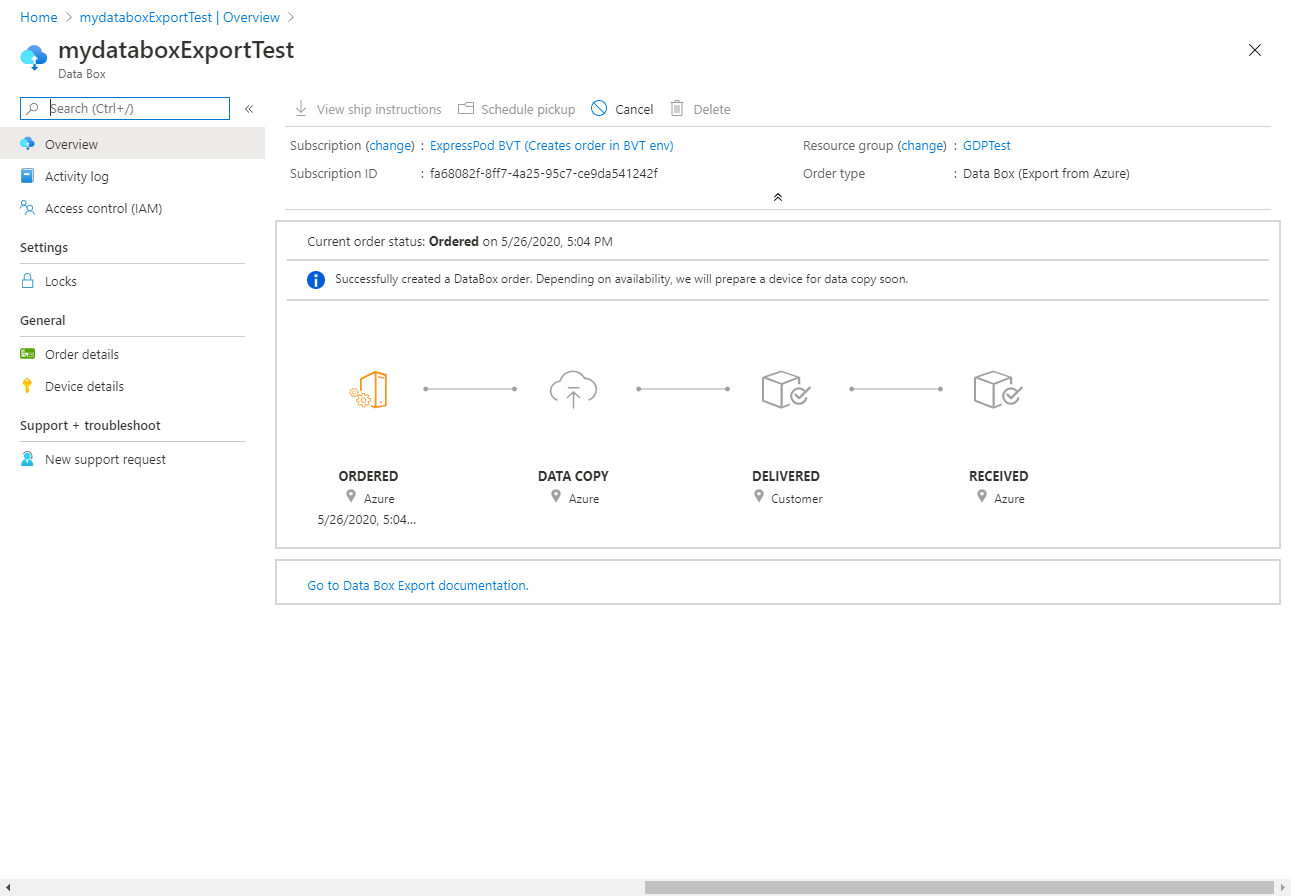 Home > mydataboxExportTest | Overview >
mydataboxExportTest
Data Box
Search (Ctrl+/)
«
Overview
Activity log
Access control (IAM)
Settings
Locks
General
Order details
Device details
Support + troubleshoot
New support request
View ship instructions Schedule pickup Cancel Delete
Subscription (change) : ExpressPod BVT (Creates order in BVT env) Resource group (change) : GDPTest
Subscription ID : fa68082f-8ff7-4a25-95c7-ce9da541242f Order type : Data Box (Export from Azure)
Current order status: Ordered on 5/26/2020, 5:04 PM
Successfully created a DataBox order. Depending on availability, we will prepare a device for data copy soon.
ORDERED DATA COPY DELIVERED RECEIVED
Azure Azure Customer Azure
5/26/2020, 5:04...
Go to Data Box Export documentation.